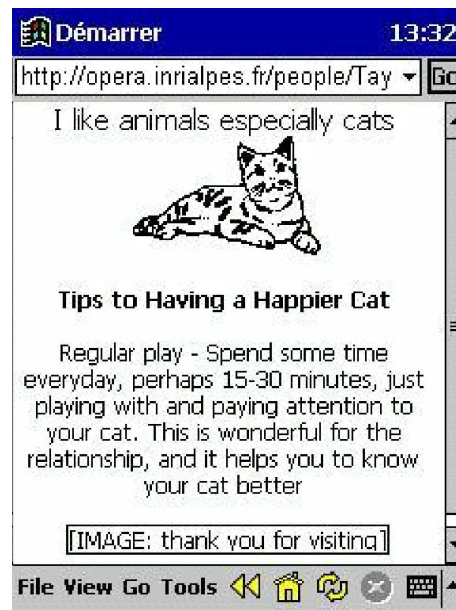 Démarrer 13:32
http://opera.inrialpes.fr/people/Tay Go
I like animals especially cats
Tips to Having a Happier Cat
Regular play - Spend some time
everyday, perhaps 15-30 minutes, just
playing with and paying attention to
your cat. This is wonderful for the
relationship, and it helps you to know
your cat better
[IMAGE: thank you for visiting]
File View Go Tools